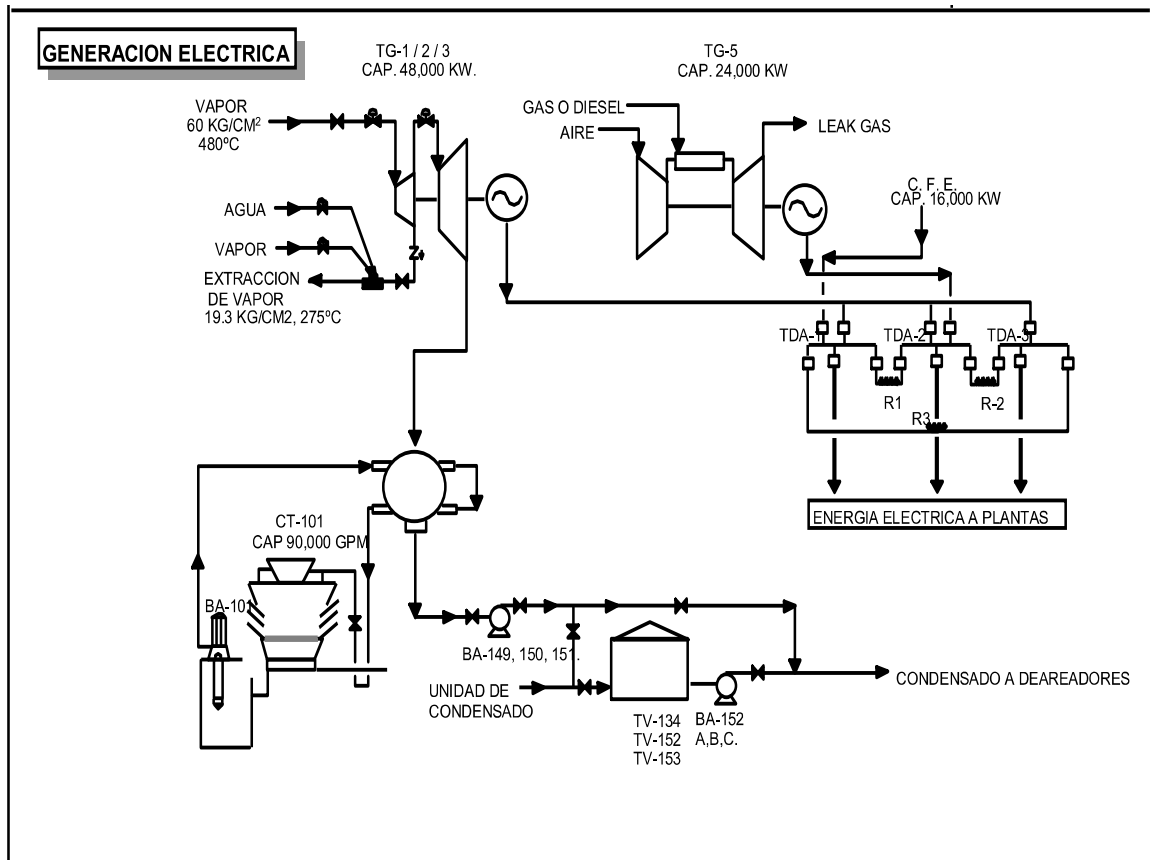 GENERACION ELECTRICA
TG-1 / 2 / 3
CAP. 48,000 KW.
TG-5
CAP. 24,000 KW
VAPOR
60 KG/CM²
480ºC
GAS O DIESEL
AIRE
LEAK GAS
C. F. E.
CAP. 16,000 KW
AGUA
VAPOR
EXTRACCION
DE VAPOR
19.3 KG/CM2, 275ºC
TDA-1
TDA-2
TDA-3
R1
R-2
R3
ENERGIA ELECTRICA A PLANTAS
CT-101
CAP 90,000 GPM
BA-101
BA-149, 150, 151.
UNIDAD DE
CONDENSADO
CONDENSADO A DEAREADORES
TV-134
TV-152
TV-153
BA-152
A,B,C.